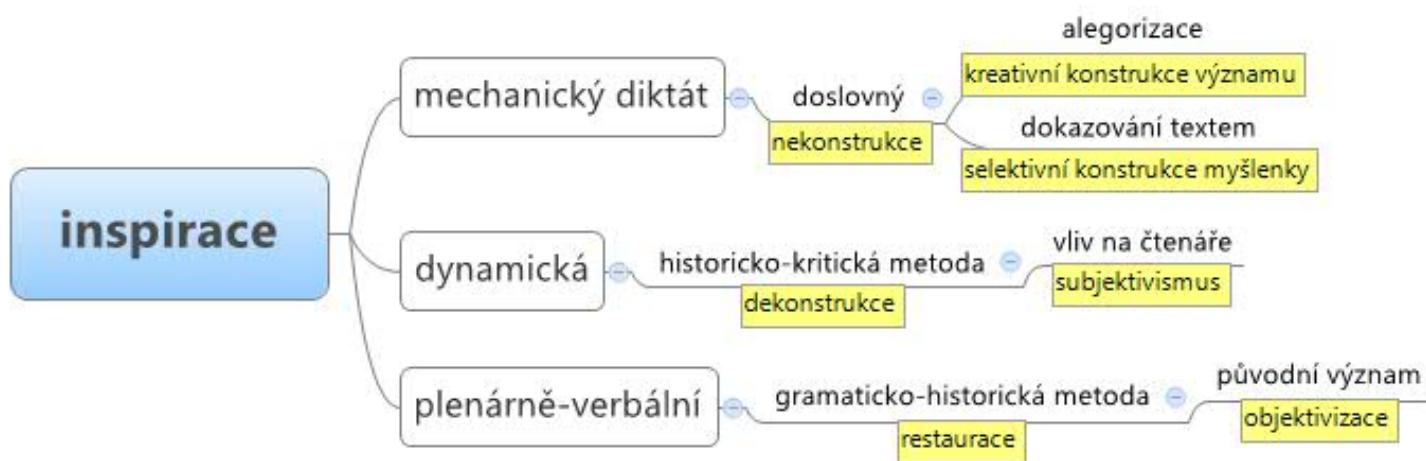 inspirace
mechanický diktát
doslovný
nekonstrukce
alegorizace
kreativní konstrukce významu
dokazování textem
selektivní konstrukce myšlenky
dynamická
historicko-kritická metoda
dekonstrukce
vliv na čtenáře
subjektivismus
plenárně-verbální
gramaticko-historická metoda
restaurace
původní význam
objektivizace